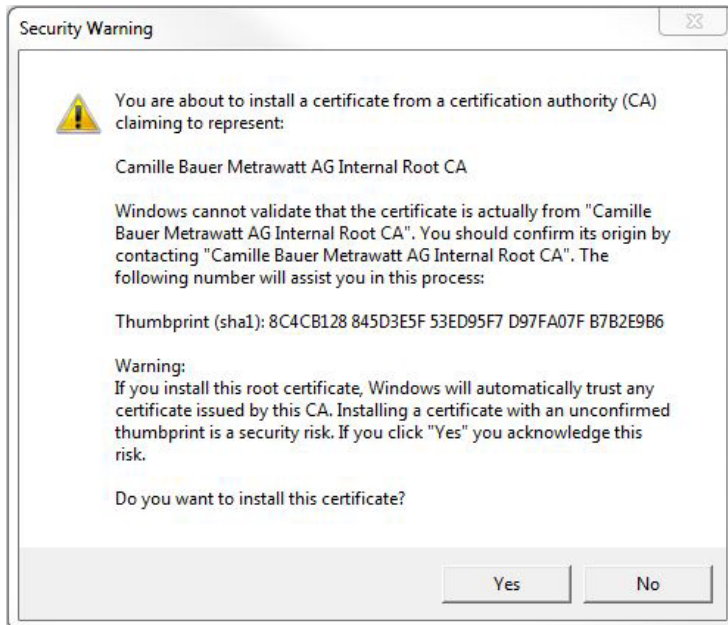 Security Warning
You are about to install a certificate from a certification authority (CA)
claiming to represent:
Camille Bauer Metrawatt AG Internal Root CA
Windows cannot validate that the certificate is actually from "Camille
Bauer Metrawatt AG Internal Root CA". You should confirm its origin by
contacting "Camille Bauer Metrawatt AG Internal Root CA". The
following number will assist you in this process:
Thumbprint (sha1): 8C4CB128 845D3E5F 53ED95F7 D97FA07F B7B2E9B6
Warning:
If you install this root certificate, Windows will automatically trust any
certificate issued by this CA. Installing a certificate with an unconfirmed
thumbprint is a security risk. If you click "Yes" you acknowledge this
risk.
Do you want to install this certificate?
Yes
No